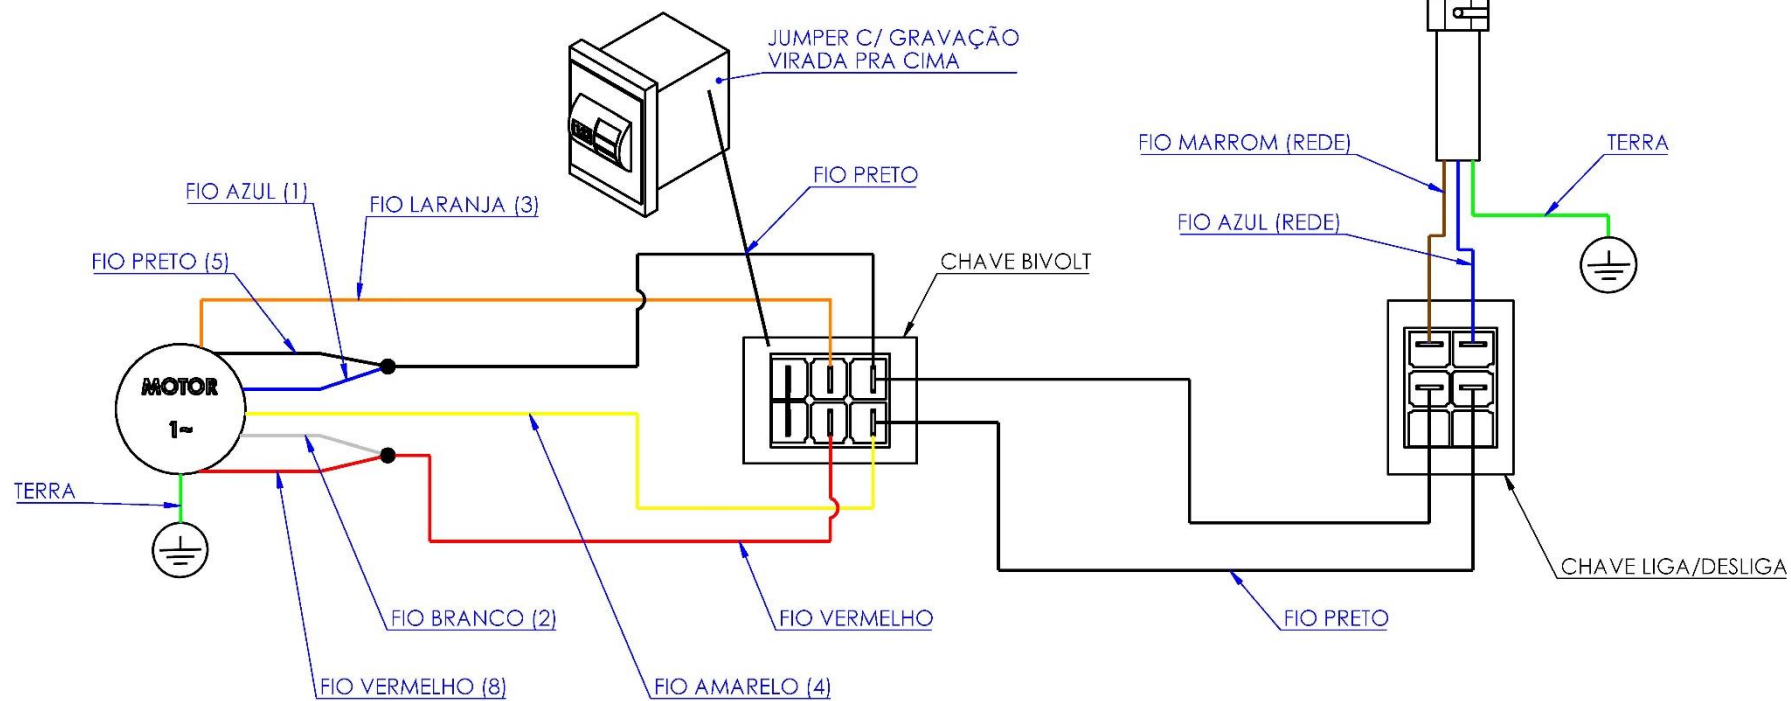 JUMPER C/ GRAVAÇÃO
VIRADA PRA CIMA
FIO MARROM (REDE)
TERRA
FIO PRETO
FIO AZUL (1)
FIO LARANJA (3)
FIO AZUL (REDE)
FIO PRETO (5)
CHAVE BIVOLT
MOTOR
1~
TERRA
CHAVE LIGA/DESLIGA
FIO BRANCO (2)
FIO VERMELHO
FIO PRETO
FIO VERMELHO (8)
FIO AMARELO (4)